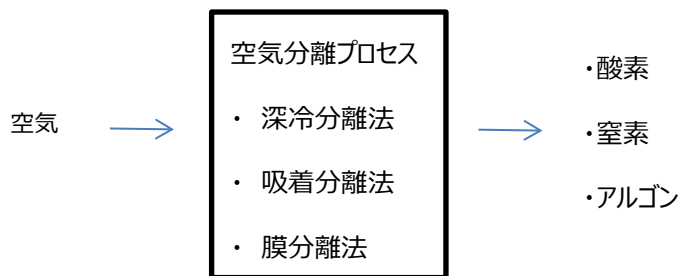 空気
空気分離プロセス
・ 深冷分離法
・ 吸着分離法
・ 膜分離法
・酸素
・窒素
・アルゴン